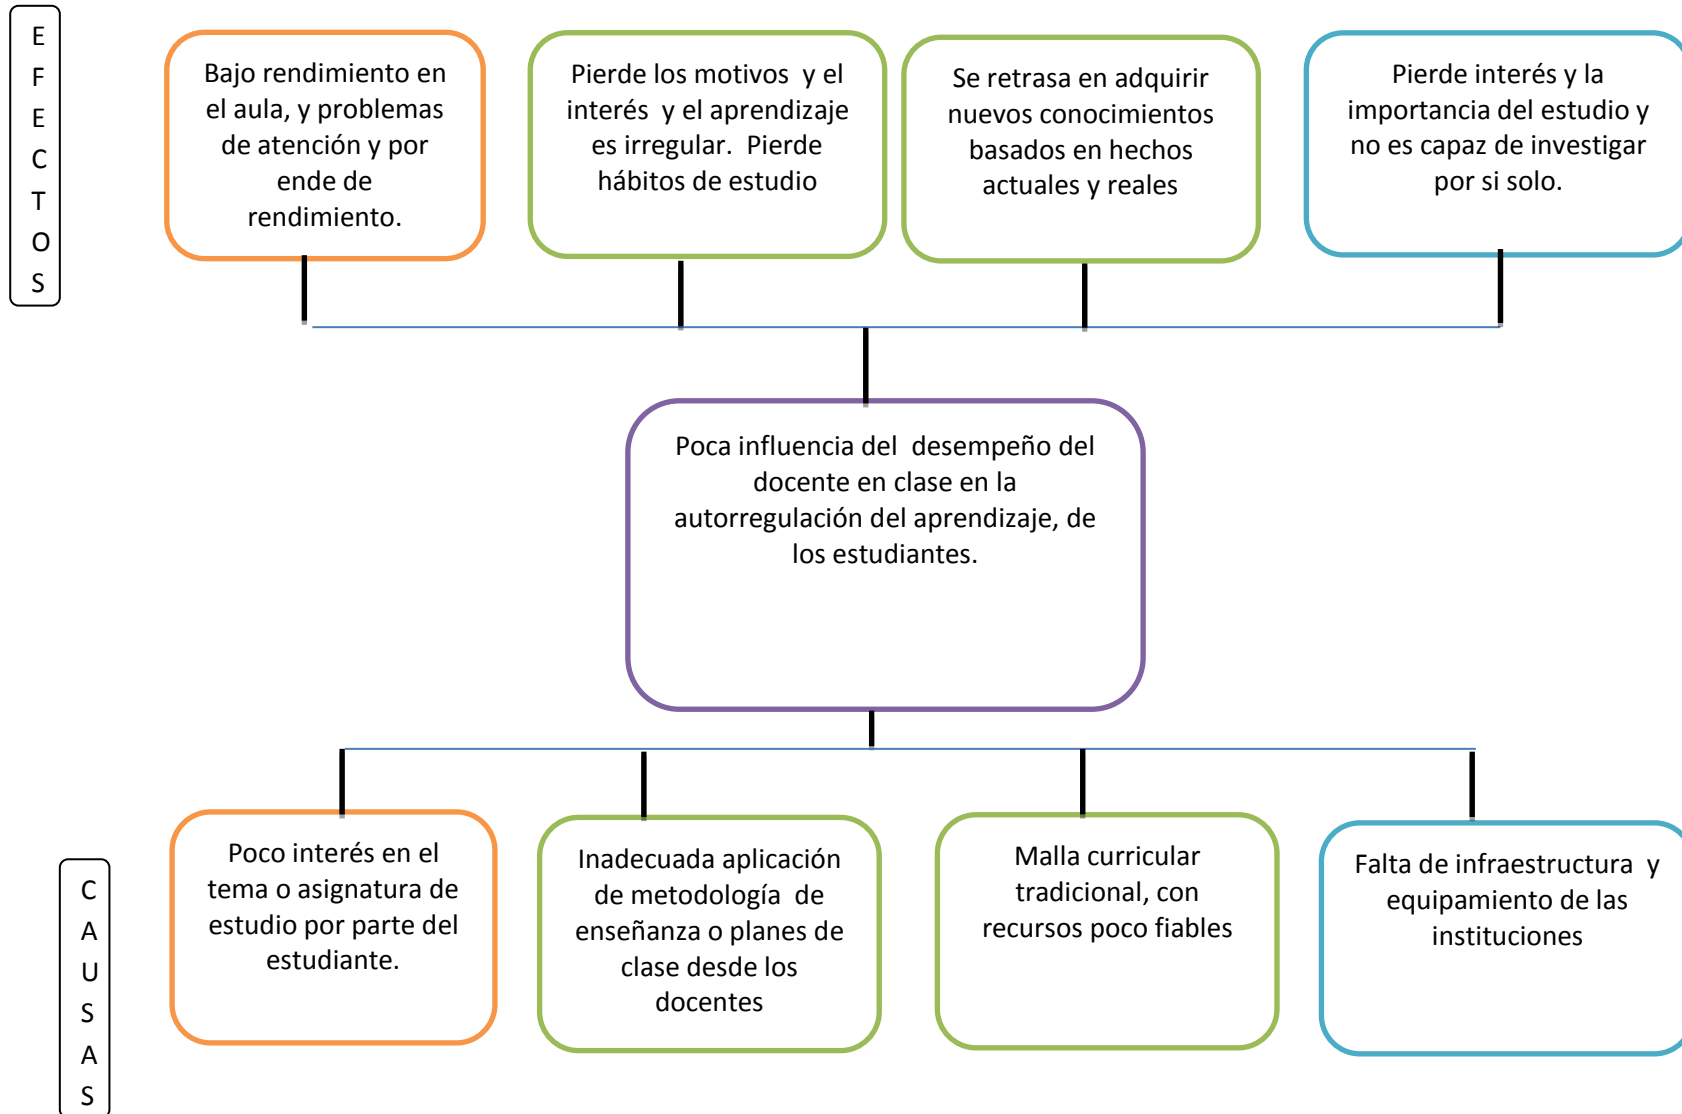 E
F
E
C
T
O
S
Bajo rendimiento en
el aula, y problemas
de atención y por
ende de
rendimiento.
Pierde los motivos y el
interés y el aprendizaje
es irregular. Pierde
hábitos de estudio
Se retrasa en adquirir
nuevos conocimientos
basados en hechos
actuales y reales
Pierde interés y la
importancia del estudio y
no es capaz de investigar
por si solo.
Poca influencia del desempeño del
docente en clase en la
autorregulación del aprendizaje, de
los estudiantes.
C
A
U
S
A
S
Poco interés en el
tema o asignatura de
estudio por parte del
estudiante.
Inadecuada aplicación
de metodología de
enseñanza o planes de
clase desde los
docentes
Malla curricular
tradicional, con
recursos poco fiables
Falta de infraestructura y
equipamiento de las
instituciones